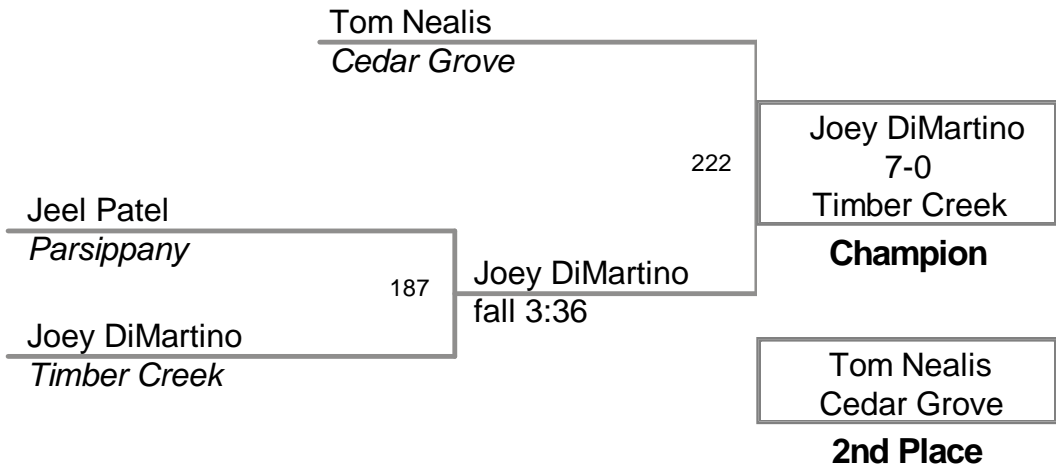 Tom Nealis
Cedar Grove
Joey DiMartino
7-0
Timber Creek
Champion
222
Jeel Patel
Parsippany
187
Joey DiMartino
fall 3:36
Joey DiMartino
Timber Creek
Tom Nealis
Cedar Grove
2nd Place